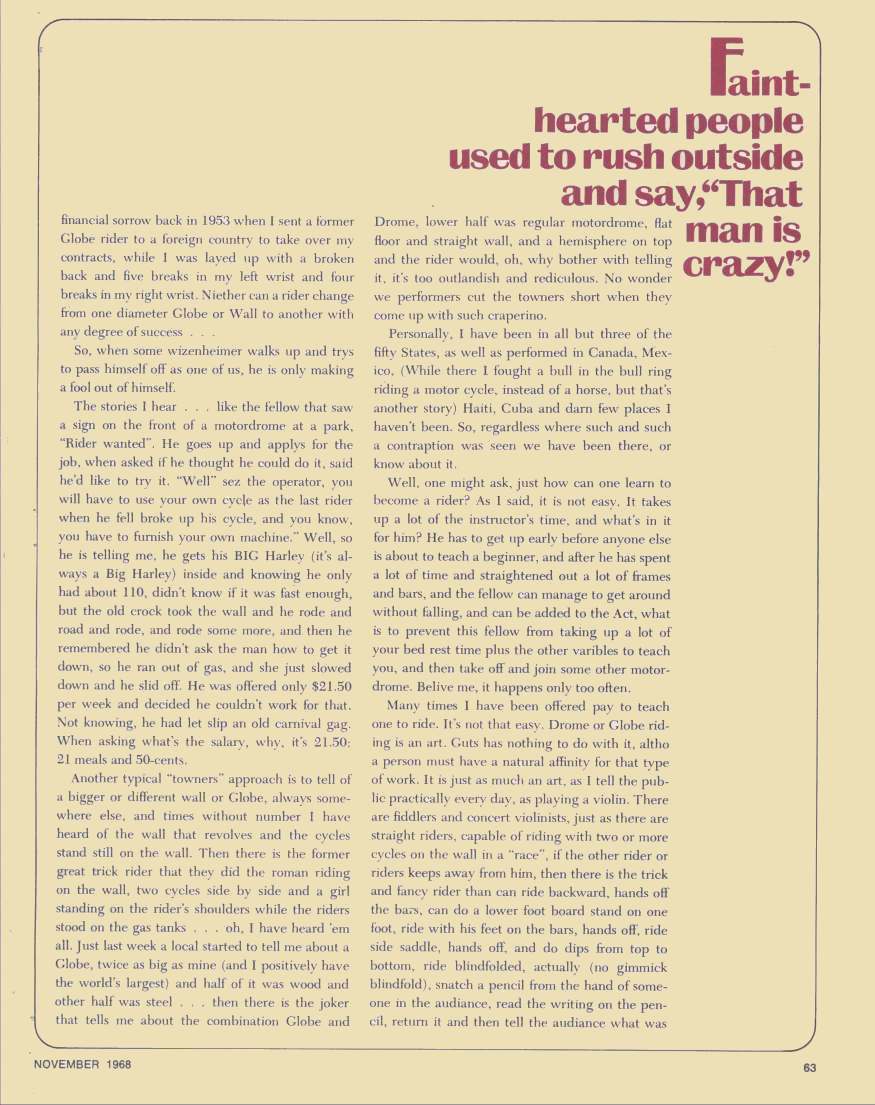 Faint-
hearted people
used to rush outside
and say,“That
man is
crazy!”
financial sorrow back in 1953 when I sent a former
Globe rider to a foreign country to take over my
contracts, while I was layed up with a broken
back and five breaks in my left wrist and four
breaks in my right wrist. Niether can a rider change
from one diameter Globe or Wall to another with
any degree of success . . .
So, when some wizenheimer walks up and trys
to pass himself off as one of us, he is only making
a fool out of himself.
The stories I hear . . . like the fellow that saw
a sign on the front of a motordrome at a park,
“Rider wanted”. He goes up and applys for the
job, when asked if he thought he could do it, said
he’d like to try it. “Well” sez the operator, you
will have to use your own cycle as the last rider
when he fell broke up his cycle, and you know,
you have to furnish your own machine.” Well, so
he is telling me, he gets his BIG Harley (it’s al-
ways a Big Harley) inside and knowing he only
had about 110, didn’t know if it was fast enough,
but the old crock took the wall and he rode and
road and rode, and rode some more, and then he
remembered he didn’t ask the man how to get it
down, so he ran out of gas, and she just slowed
down and he slid off. He was offered only $21.50
per week and decided he couldn’t work for that.
Not knowing, he had let slip an old carnival gag.
When asking what’s the salary, why, it’s 21.50;
21 meals and 50-cents.
Another typical “towners” approach is to tell of
a bigger or different wall or Globe, always some-
where else, and times without number I have
heard of the wall that revolves and the cycles
stand still on the wall. Then there is the former
great trick rider that they did the roman riding
on the wall, two cycles side by side and a girl
standing on the rider’s shoulders while the riders
stood on the gas tanks . . . oh, I have heard ’em
all. Just last week a local started to tell me about a
Globe, twice as big as mine (and I positively have
the world’s largest) and half of it was wood and
other half was steel . . . then there is the joker
that tells me about the combination Globe and
Drome, lower half was regular motordrome, flat
floor and straight wall, and a hemisphere on top
and the rider would, oh, why bother with telling
it, it’s too outlandish and rediculous. No wonder
we performers cut the towners short when they
come up with such craperino.
Personally, I have been in all but three of the
fifty States, as well as performed in Canada, Mex-
ico, (While there I fought a bull in the bull ring
riding a motor cycle, instead of a horse, but that’s
another story) Haiti, Cuba and darn few places I
haven’t been. So, regardless where such and such
a contraption was seen we have been there, or
know about it.
Well, one might ask, just how can one learn to
become a rider? As I said, it is not easy. It takes
up a lot of the instructor’s time, and what’s in it
for him? He has to get up early before anyone else
is about to teach a beginner, and after he has spent
a lot of time and straightened out a lot of frames
and bars, and the fellow can manage to get around
without falling, and can be added to the Act, what
is to prevent this fellow from taking up a lot of
your bed rest time plus the other varibles to teach
you, and then take off and join some other motor-
drome. Belive me, it happens only too often.
Many times I have been offered pay to teach
one to ride. It’s not that easy. Drome or Globe rid-
ing is an art. Guts has nothing to do with it, altho
a person must have a natural affinity for that type
of work. It is just as much an art, as I tell the pub-
lic practically every day, as playing a violin. There
are fiddlers and concert violinists, just as there are
straight riders, capable of riding with two or more
cycles on the wall in a “race”, if the other rider or
riders keeps away from him, then there is the trick
and fancy rider than can ride backward, hands off
the bars, can do a lower foot board stand on one
foot, ride with his feet on the bars, hands off, ride
side saddle, hands off, and do dips from top to
bottom, ride blindfolded, actually (no gimmick
blindfold), snatch a pencil from the hand of some-
one in the audiance, read the writing on the pen-
cil, return it and then tell the audiance what was
NOVEMBER 1968
63